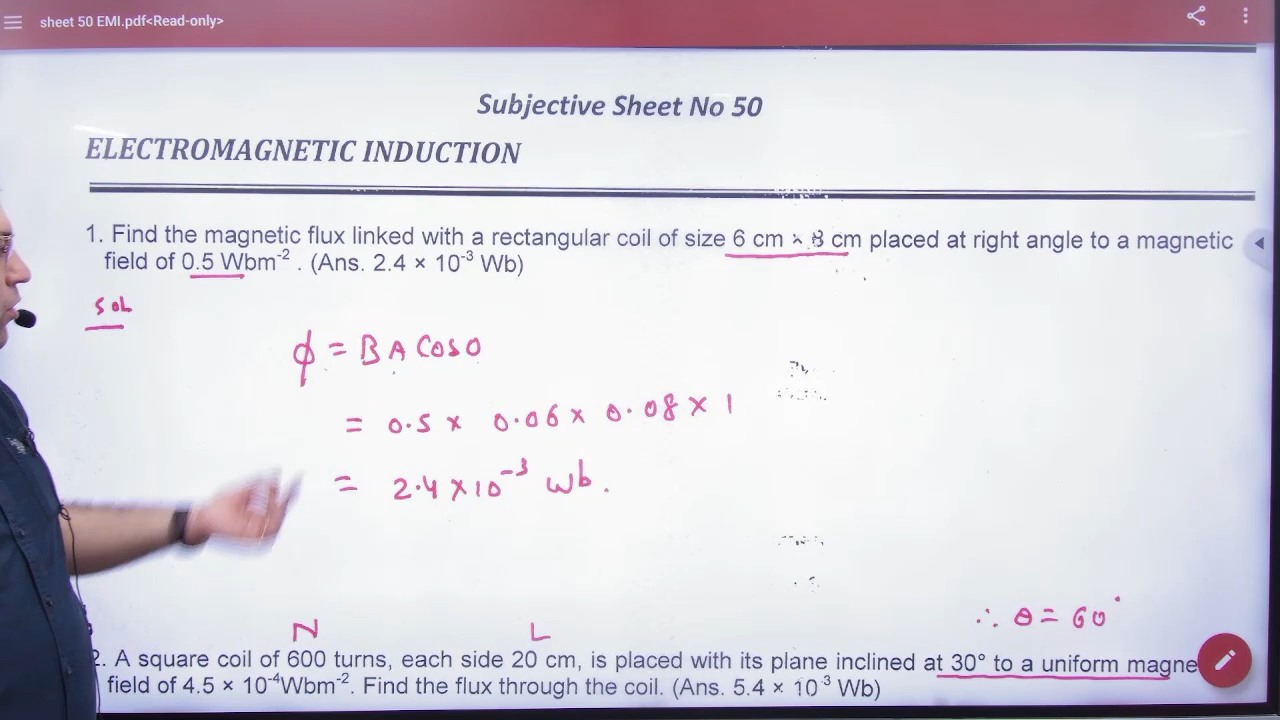 sheet 50 EMI.pdf<Read-only>
Subjective Sheet No 50
ELECTROMAGNETIC INDUCTION
1. Find the magnetic flux linked with a rectangular coil of size 6 cm × 8 cm placed at right angle to a magnetic
field of 0.5 Wbm⁻² . (Ans. 2.4 × 10⁻³ Wb)
Sol
ϕ = BA Cos0
= 0.5 × 0.06 × 0.08 × 1
= 2.4 × 10⁻³ Wb.
∴ θ = 60°
N L
2. A square coil of 600 turns, each side 20 cm, is placed with its plane inclined at 30° to a uniform magne
field of 4.5 × 10⁻⁴Wbm⁻². Find the flux through the coil. (Ans. 5.4 × 10⁻³ Wb)